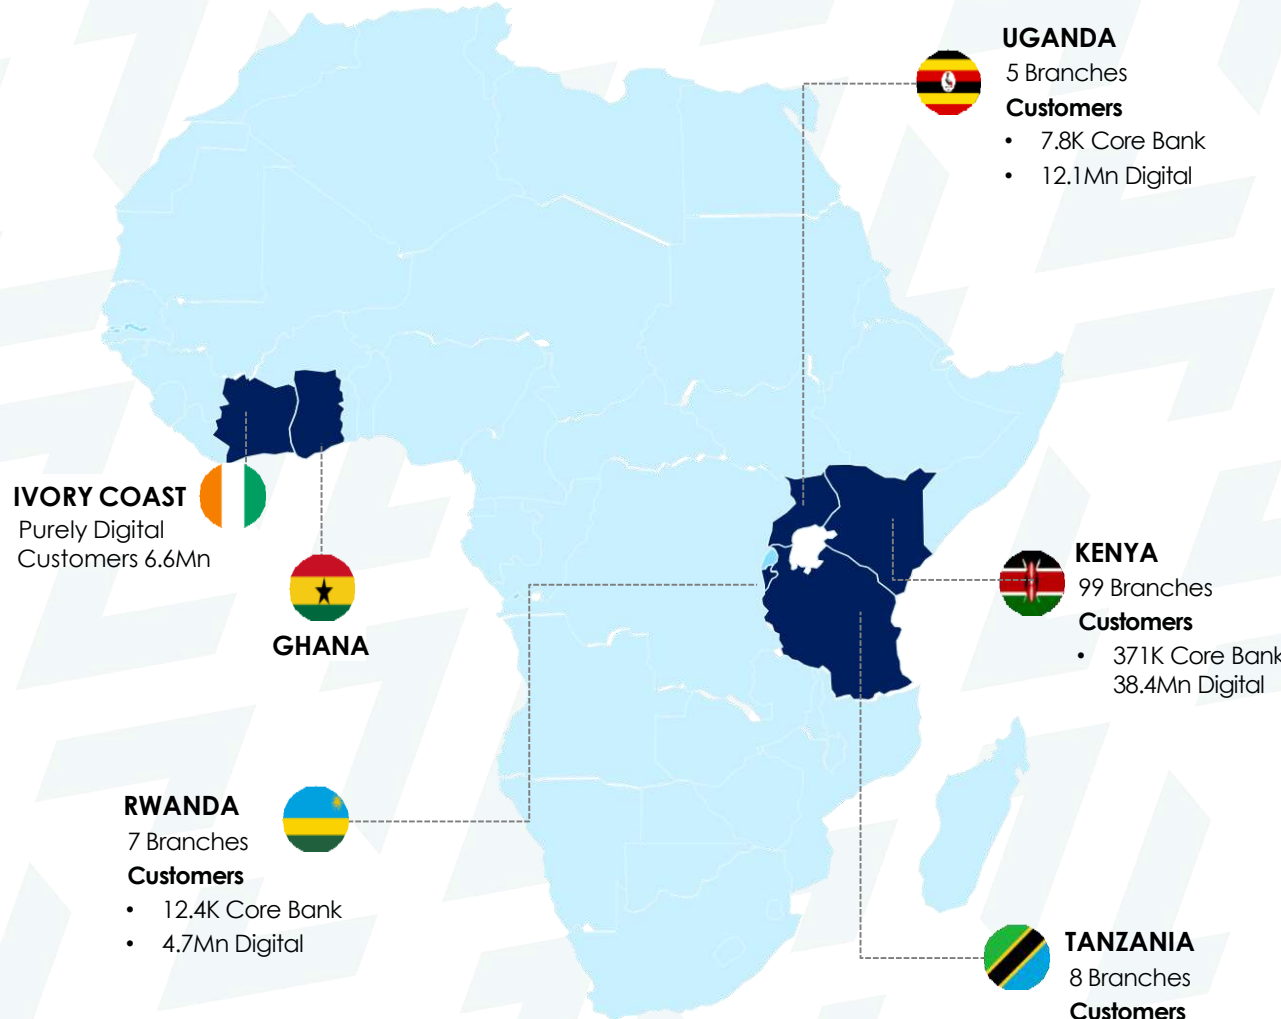 UGANDA
5 Branches
Customers
• 7.8K Core Bank
• 12.1Mn Digital
IVORY COAST
Purely Digital
Customers 6.6Mn
GHANA
KENYA
99 Branches
Customers
• 371K Core Bank
38.4Mn Digital
RWANDA
7 Branches
Customers
• 12.4K Core Bank
• 4.7Mn Digital
TANZANIA
8 Branches
Customers